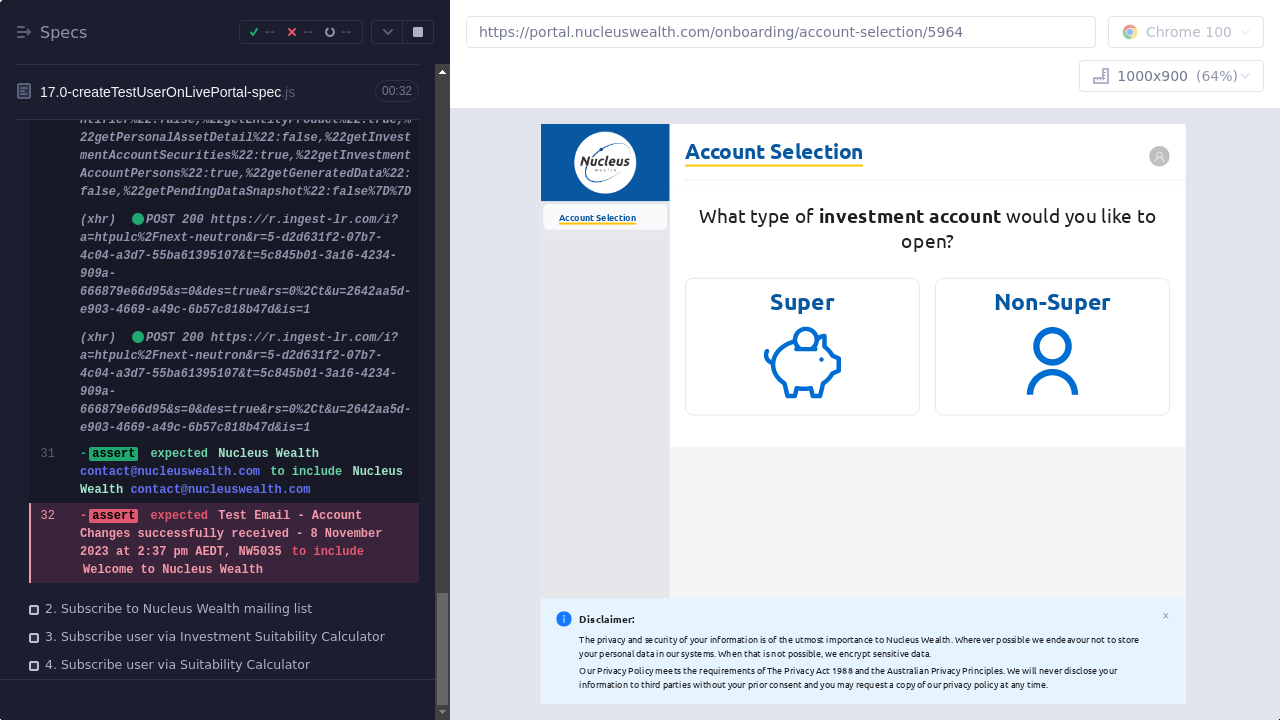 Specs
--
--
--
17.0-createTestUserOnLivePortal-spec.js
00:32
ntifier%22:false,%22getEntityProduct%22:true,%
22getPersonalAssetDetail%22:false,%22getInvest
mentAccountSecurities%22:true,%22getInvestment
AccountPersons%22:true,%22getGeneratedData%22:
false,%22getPendingDataSnapshot%22:false%7D%7D
(xhr) POST 200 https://r.ingest-lr.com/i?
a=htpulc%2Fnext-neutron&r=5-d2d631f2-07b7-
4c04-a3d7-55ba61395107&t=5c845b01-3a16-4234-
909a-
666879e66d95&s=0&des=true&rs=0%2Ct&u=2642aa5d-
e903-4669-a49c-6b57c818b47d&is=1
(xhr) POST 200 https://r.ingest-lr.com/i?
a=htpulc%2Fnext-neutron&r=5-d2d631f2-07b7-
4c04-a3d7-55ba61395107&t=5c845b01-3a16-4234-
909a-
666879e66d95&s=0&des=true&rs=0%2Ct&u=2642aa5d-
e903-4669-a49c-6b57c818b47d&is=1
31 -assert expected Nucleus Wealth
contact@nucleuswealth.com to include Nucleus
Wealth contact@nucleuswealth.com
32 -assert expected Test Email - Account
Changes successfully received - 8 November
2023 at 2:37 pm AEDT, NW5035 to include
Welcome to Nucleus Wealth
2. Subscribe to Nucleus Wealth mailing list
3. Subscribe user via Investment Suitability Calculator
4. Subscribe user via Suitability Calculator
https://portal.nucleuswealth.com/onboarding/account-selection/5964
Chrome 100
1000x900 (64%)
Nucleus
Wealth
Account Selection
Account Selection
What type of investment account would you like to
open?
Super
Non-Super
Disclaimer:
The privacy and security of your information is of the utmost importance to Nucleus Wealth. Wherever possible we endeavour not to store
your personal data in our systems. When that is not possible, we encrypt sensitive data.
Our Privacy Policy meets the requirements of The Privacy Act 1988 and the Australian Privacy Principles. We will never disclose your
information to third parties without your prior consent and you may request a copy of our privacy policy at any time.